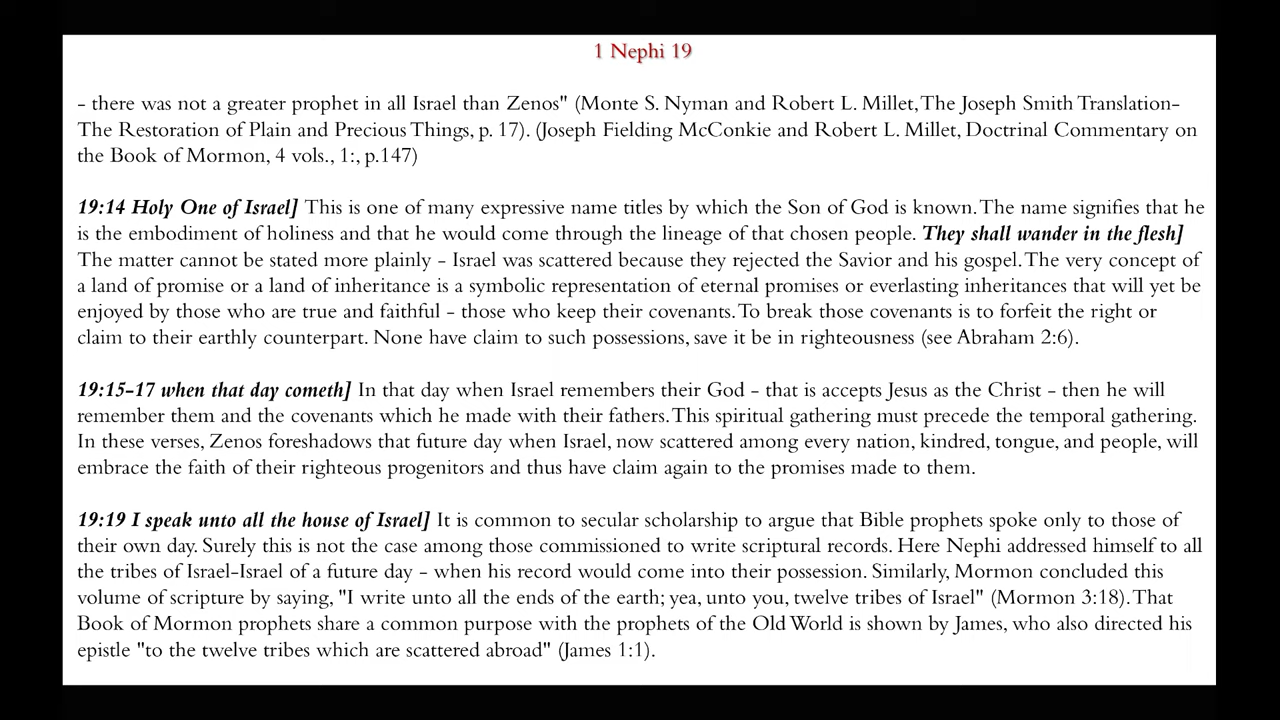 1 Nephi 19
- there was not a greater prophet in all Israel than Zenos" (Monte S. Nyman and Robert L. Millet, The Joseph Smith Translation-
The Restoration of Plain and Precious Things, p. 17). (Joseph Fielding McConkie and Robert L. Millet, Doctrinal Commentary on
the Book of Mormon, 4 vols., 1:, p.147)
19:14 Holy One of Israel] This is one of many expressive name titles by which the Son of God is known. The name signifies that he
is the embodiment of holiness and that he would come through the lineage of that chosen people. They shall wander in the flesh]
The matter cannot be stated more plainly - Israel was scattered because they rejected the Savior and his gospel. The very concept of
a land of promise or a land of inheritance is a symbolic representation of eternal promises or everlasting inheritances that will yet be
enjoyed by those who are true and faithful - those who keep their covenants. To break those covenants is to forfeit the right or
claim to their earthly counterpart. None have claim to such possessions, save it be in righteousness (see Abraham 2:6).
19:15-17 when that day cometh] In that day when Israel remembers their God - that is accepts Jesus as the Christ - then he will
remember them and the covenants which he made with their fathers. This spiritual gathering must precede the temporal gathering.
In these verses, Zenos foreshadows that future day when Israel, now scattered among every nation, kindred, tongue, and people, will
embrace the faith of their righteous progenitors and thus have claim again to the promises made to them.
19:19 I speak unto all the house of Israel] It is common to secular scholarship to argue that Bible prophets spoke only to those of
their own day. Surely this is not the case among those commissioned to write scriptural records. Here Nephi addressed himself to all
the tribes of Israel-Israel of a future day - when his record would come into their possession. Similarly, Mormon concluded this
volume of scripture by saying, "I write unto all the ends of the earth; yea, unto you, twelve tribes of Israel" (Mormon 3:18). That
Book of Mormon prophets share a common purpose with the prophets of the Old World is shown by James, who also directed his
epistle "to the twelve tribes which are scattered abroad" (James 1:1).